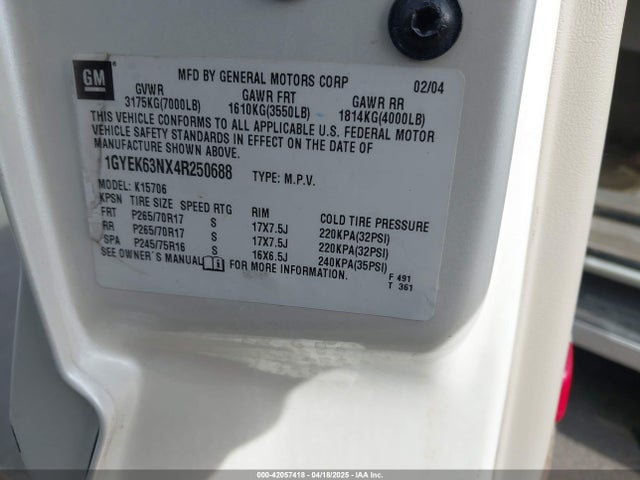 GM
MFD BY GENERAL MOTORS CORP 02/04
GVWR GAWR FRT GAWR RR
3175KG(7000LB) 1610KG(3550LB) 1814KG(4000LB)
THIS VEHICLE CONFORMS TO ALL APPLICABLE U.S. FEDERAL MOTOR
VEHICLE SAFETY STANDARDS IN EFFECT ON THE DATE OF
MANUFACTURE SHOWN ABOVE.
1GYEK63NX4R250688 TYPE: M.P.V.
MODEL: K15706
KPSN TIRE SIZE SPEED RTG RIM COLD TIRE PRESSURE
FRT P265/70R17 S 17X7.5J 220KPA(32PSI)
RR P265/70R17 S 17X7.5J 220KPA(32PSI)
SPA P245/75R16 S 16X6.5J 240KPA(35PSI)
SEE OWNER'S MANUAL FOR MORE INFORMATION.
F 491
T 361
000-42057418 - 04/18/2025 - IAA, Inc.